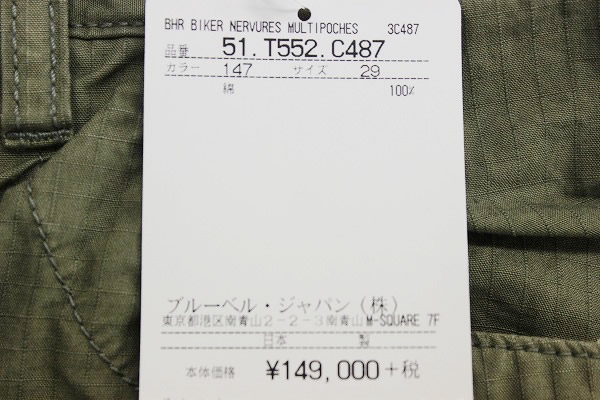 BHR BIKER NERVURES MULTIPOCHES 3C487
品番 51.T552.C487
カラー 147 サイズ 29
綿 100%
ブルーベル・ジャパン(株)
東京都港区南青山2-2-3南青山M-SQUARE 7F
日本 製
本体価格 ¥149,000+税